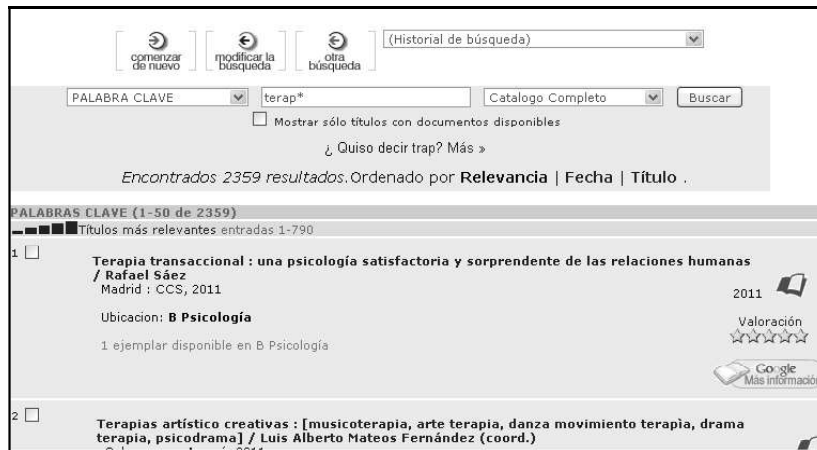 comenzar
de nuevo
modificar la
búsqueda
otra
búsqueda
(Historial de búsqueda)
PALABRA CLAVE terap* Catalogo Completo Buscar
Mostrar sólo títulos con documentos disponibles
¿ Quiso decir trap? Más »
Encontrados 2359 resultados.Ordenado por Relevancia | Fecha | Título .
PALABRAS CLAVE (1-50 de 2359)
Títulos más relevantes entradas 1-790
1 Terapia transaccional : una psicología satisfactoria y sorprendente de las relaciones humanas
/ Rafael Sáez
Madrid : CCS, 2011
2011
Ubicacion: B Psicología
Valoración
1 ejemplar disponible en B Psicología
Google
Más información
2 Terapias artístico creativas : [musicoterapia, arte terapia, danza movimiento terapìa, drama
terapia, psicodrama] / Luis Alberto Mateos Fernández (coord.)